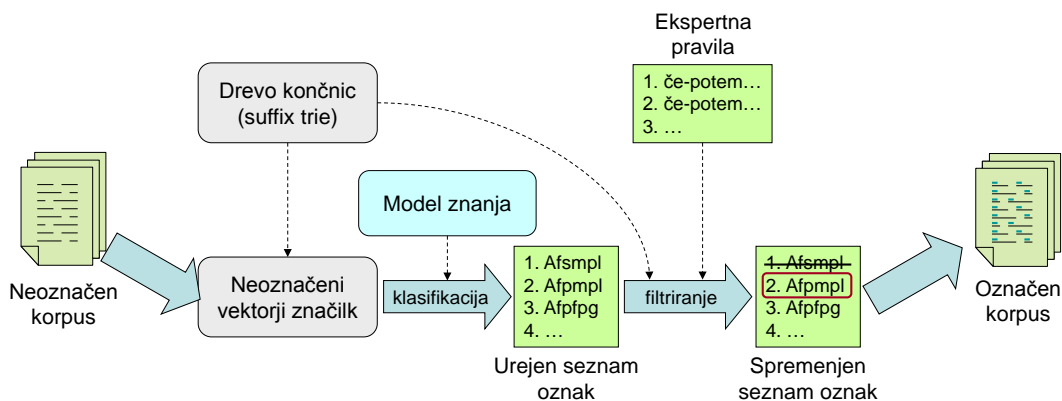 Ekspertna
pravila
1. če-potem…
2. če-potem…
3. …
Drevo končnic
(suffix trie)
Model znanja
Neoznačen
korpus
Neoznačeni
vektorji značilk
klasifikacija
1. Afsmpl
2. Afpmpl
3. Afpfpg
4. …
Urejen seznam
oznak
filtriranje
1. Afsmpl
2. Afpmpl
3. Afpfpg
4. …
Spremenjen
seznam oznak
Označen
korpus